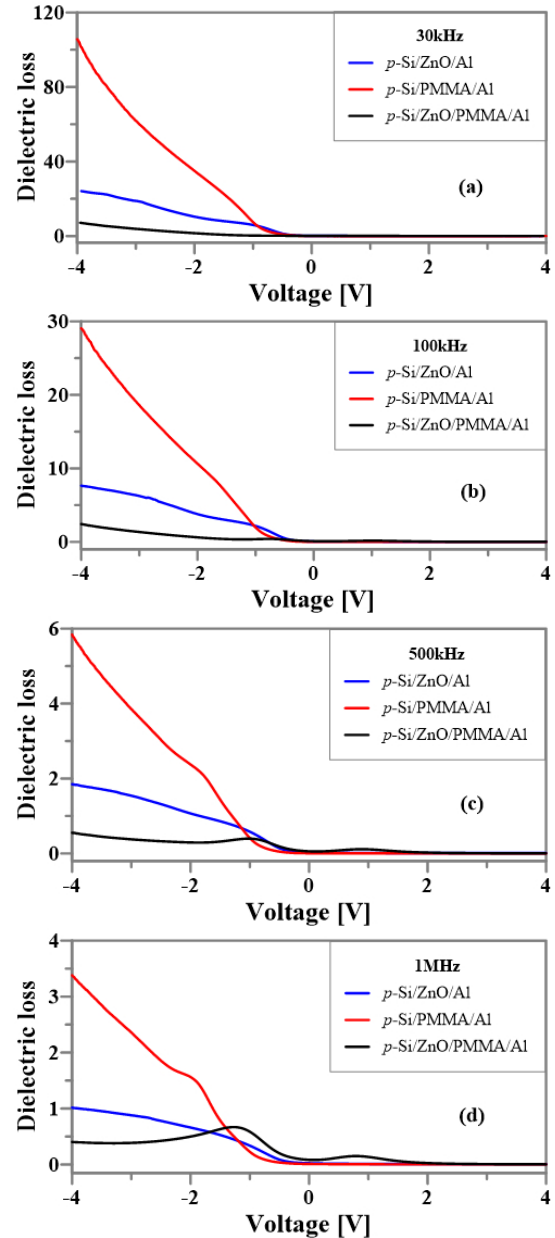 120
80
40
0
Dielectric loss
30kHz
p-Si/ZnO/Al
p-Si/PMMA/Al
p-Si/ZnO/PMMA/Al
(a)
-4
-2
0
2
4
Voltage [V]
30
20
10
0
Dielectric loss
100kHz
p-Si/ZnO/Al
p-Si/PMMA/Al
p-Si/ZnO/PMMA/Al
(b)
-4
-2
0
2
4
Voltage [V]
6
4
2
0
Dielectric loss
500kHz
p-Si/ZnO/Al
p-Si/PMMA/Al
p-Si/ZnO/PMMA/Al
(c)
-4
-2
0
2
4
Voltage [V]
4
3
2
1
0
Dielectric loss
1MHz
p-Si/ZnO/Al
p-Si/PMMA/Al
p-Si/ZnO/PMMA/Al
(d)
-4
-2
0
2
4
Voltage [V]